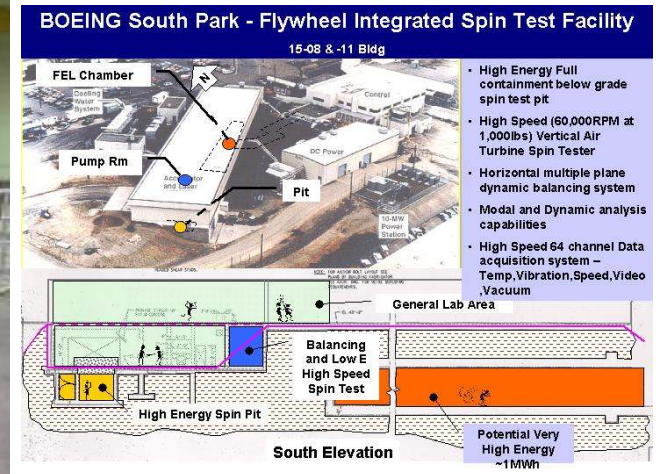 BOEING South Park - Flywheel Integrated Spin Test Facility
15-08 & -11 Bldg
FEL Chamber
N
Cooling
Water
System
Control
DC Power
Pump Rm
Accelerator
and Laser
Pit
10-MW
Power
Station
• High Energy Full
containment below grade
spin test pit
• High Speed (60,000RPM at
1,000lbs) Vertical Air
Turbine Spin Tester
• Horizontal multiple plane
dynamic balancing system
• Modal and Dynamic analysis
capabilities
• High Speed 64 channel Data
acquisition system –
Temp,Vibration,Speed,Video
,Vacuum
General Lab Area
Balancing
and Low E
High Speed
Spin Test
High Energy Spin Pit
South Elevation
Potential Very
High Energy
~1MWh